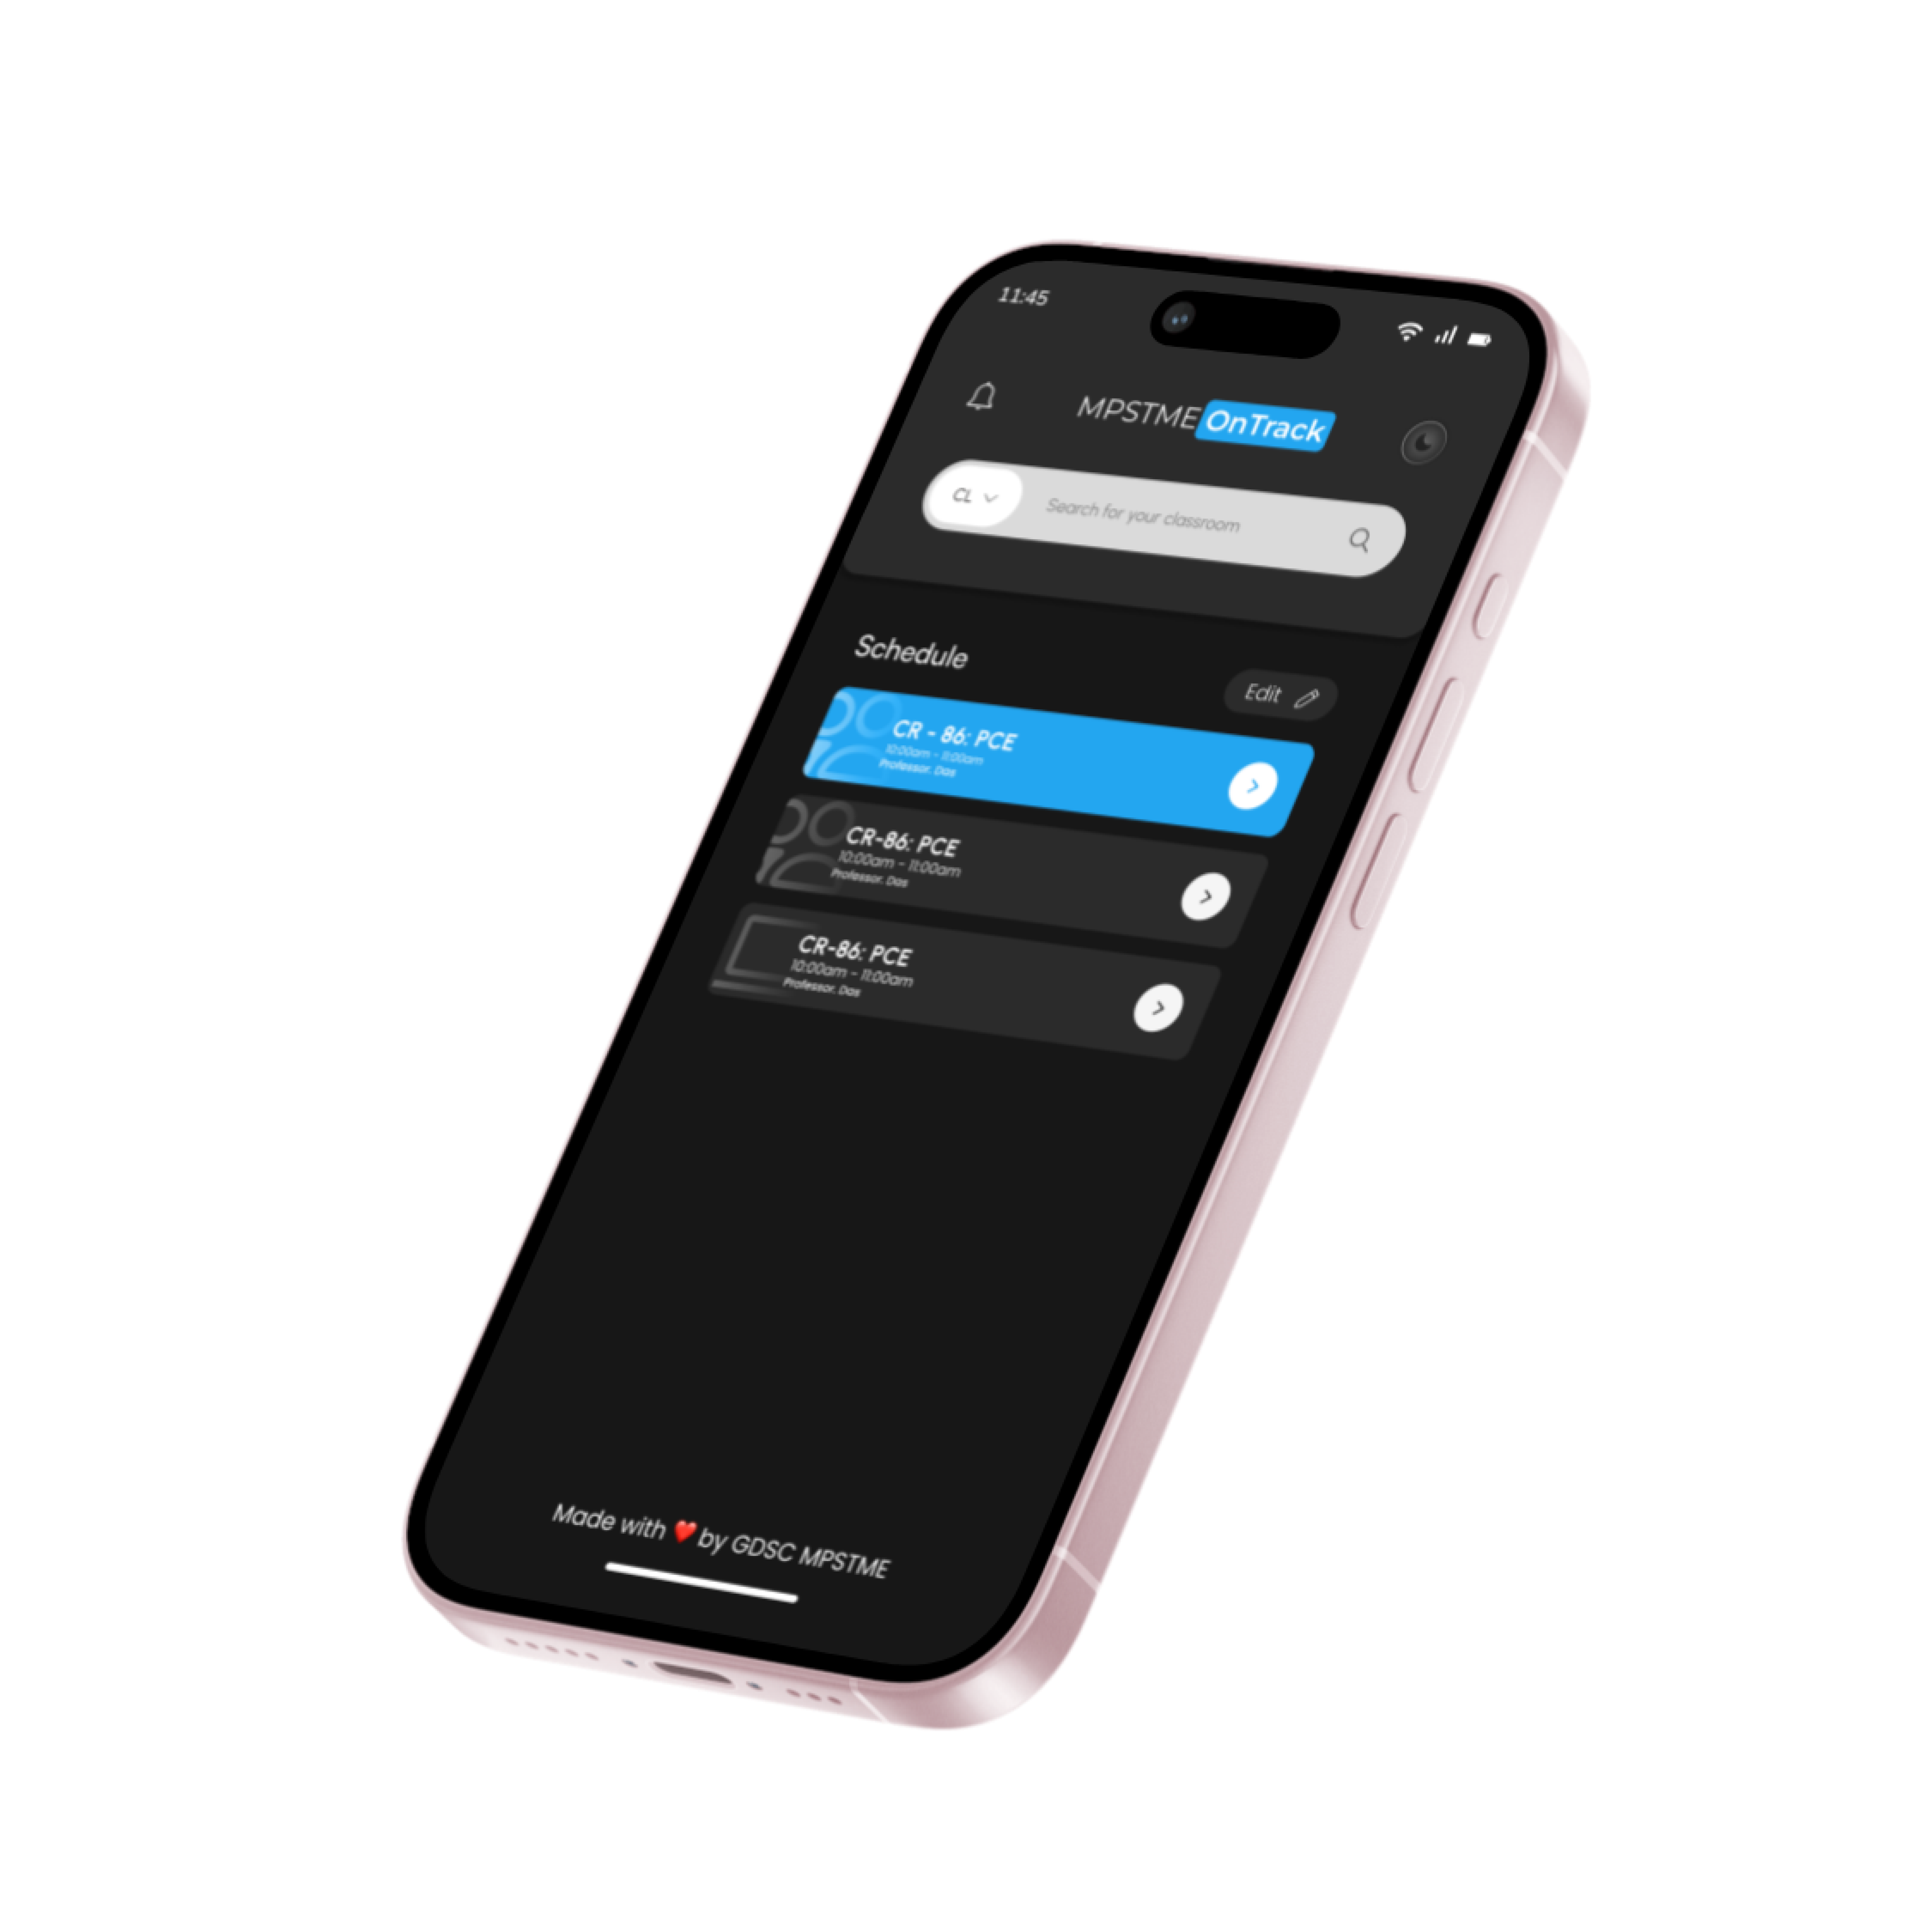 11:45
MPSTME OnTrack
CL
Search for your classroom
Schedule
Edit
CR - 86: PCE
10:00am - 11:00am
Professor. Das
CR-86: PCE
10:00am - 11:00am
Professor. Das
CR-86: PCE
10:00am - 11:00am
Professor. Das
Made with ❤️ by GDSC MPSTME